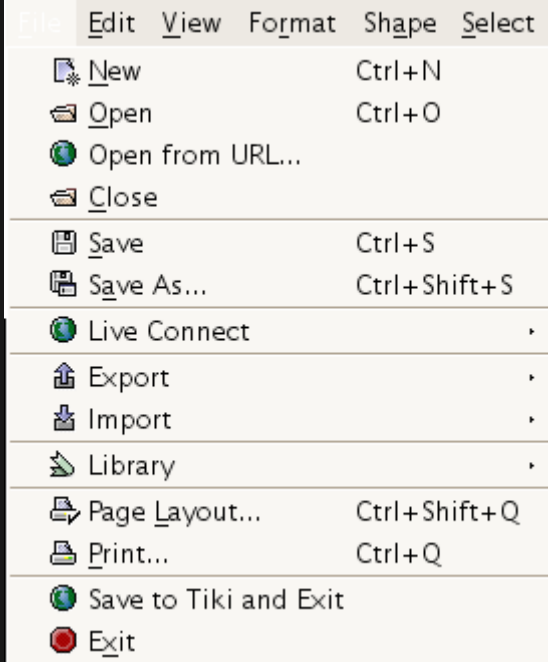 File Edit View Format Shape Select
New Ctrl+N
Open Ctrl+O
Open from URL...
Close
Save Ctrl+S
Save As... Ctrl+Shift+S
Live Connect
Export
Import
Library
Page Layout... Ctrl+Shift+Q
Print... Ctrl+Q
Save to Tiki and Exit
Exit